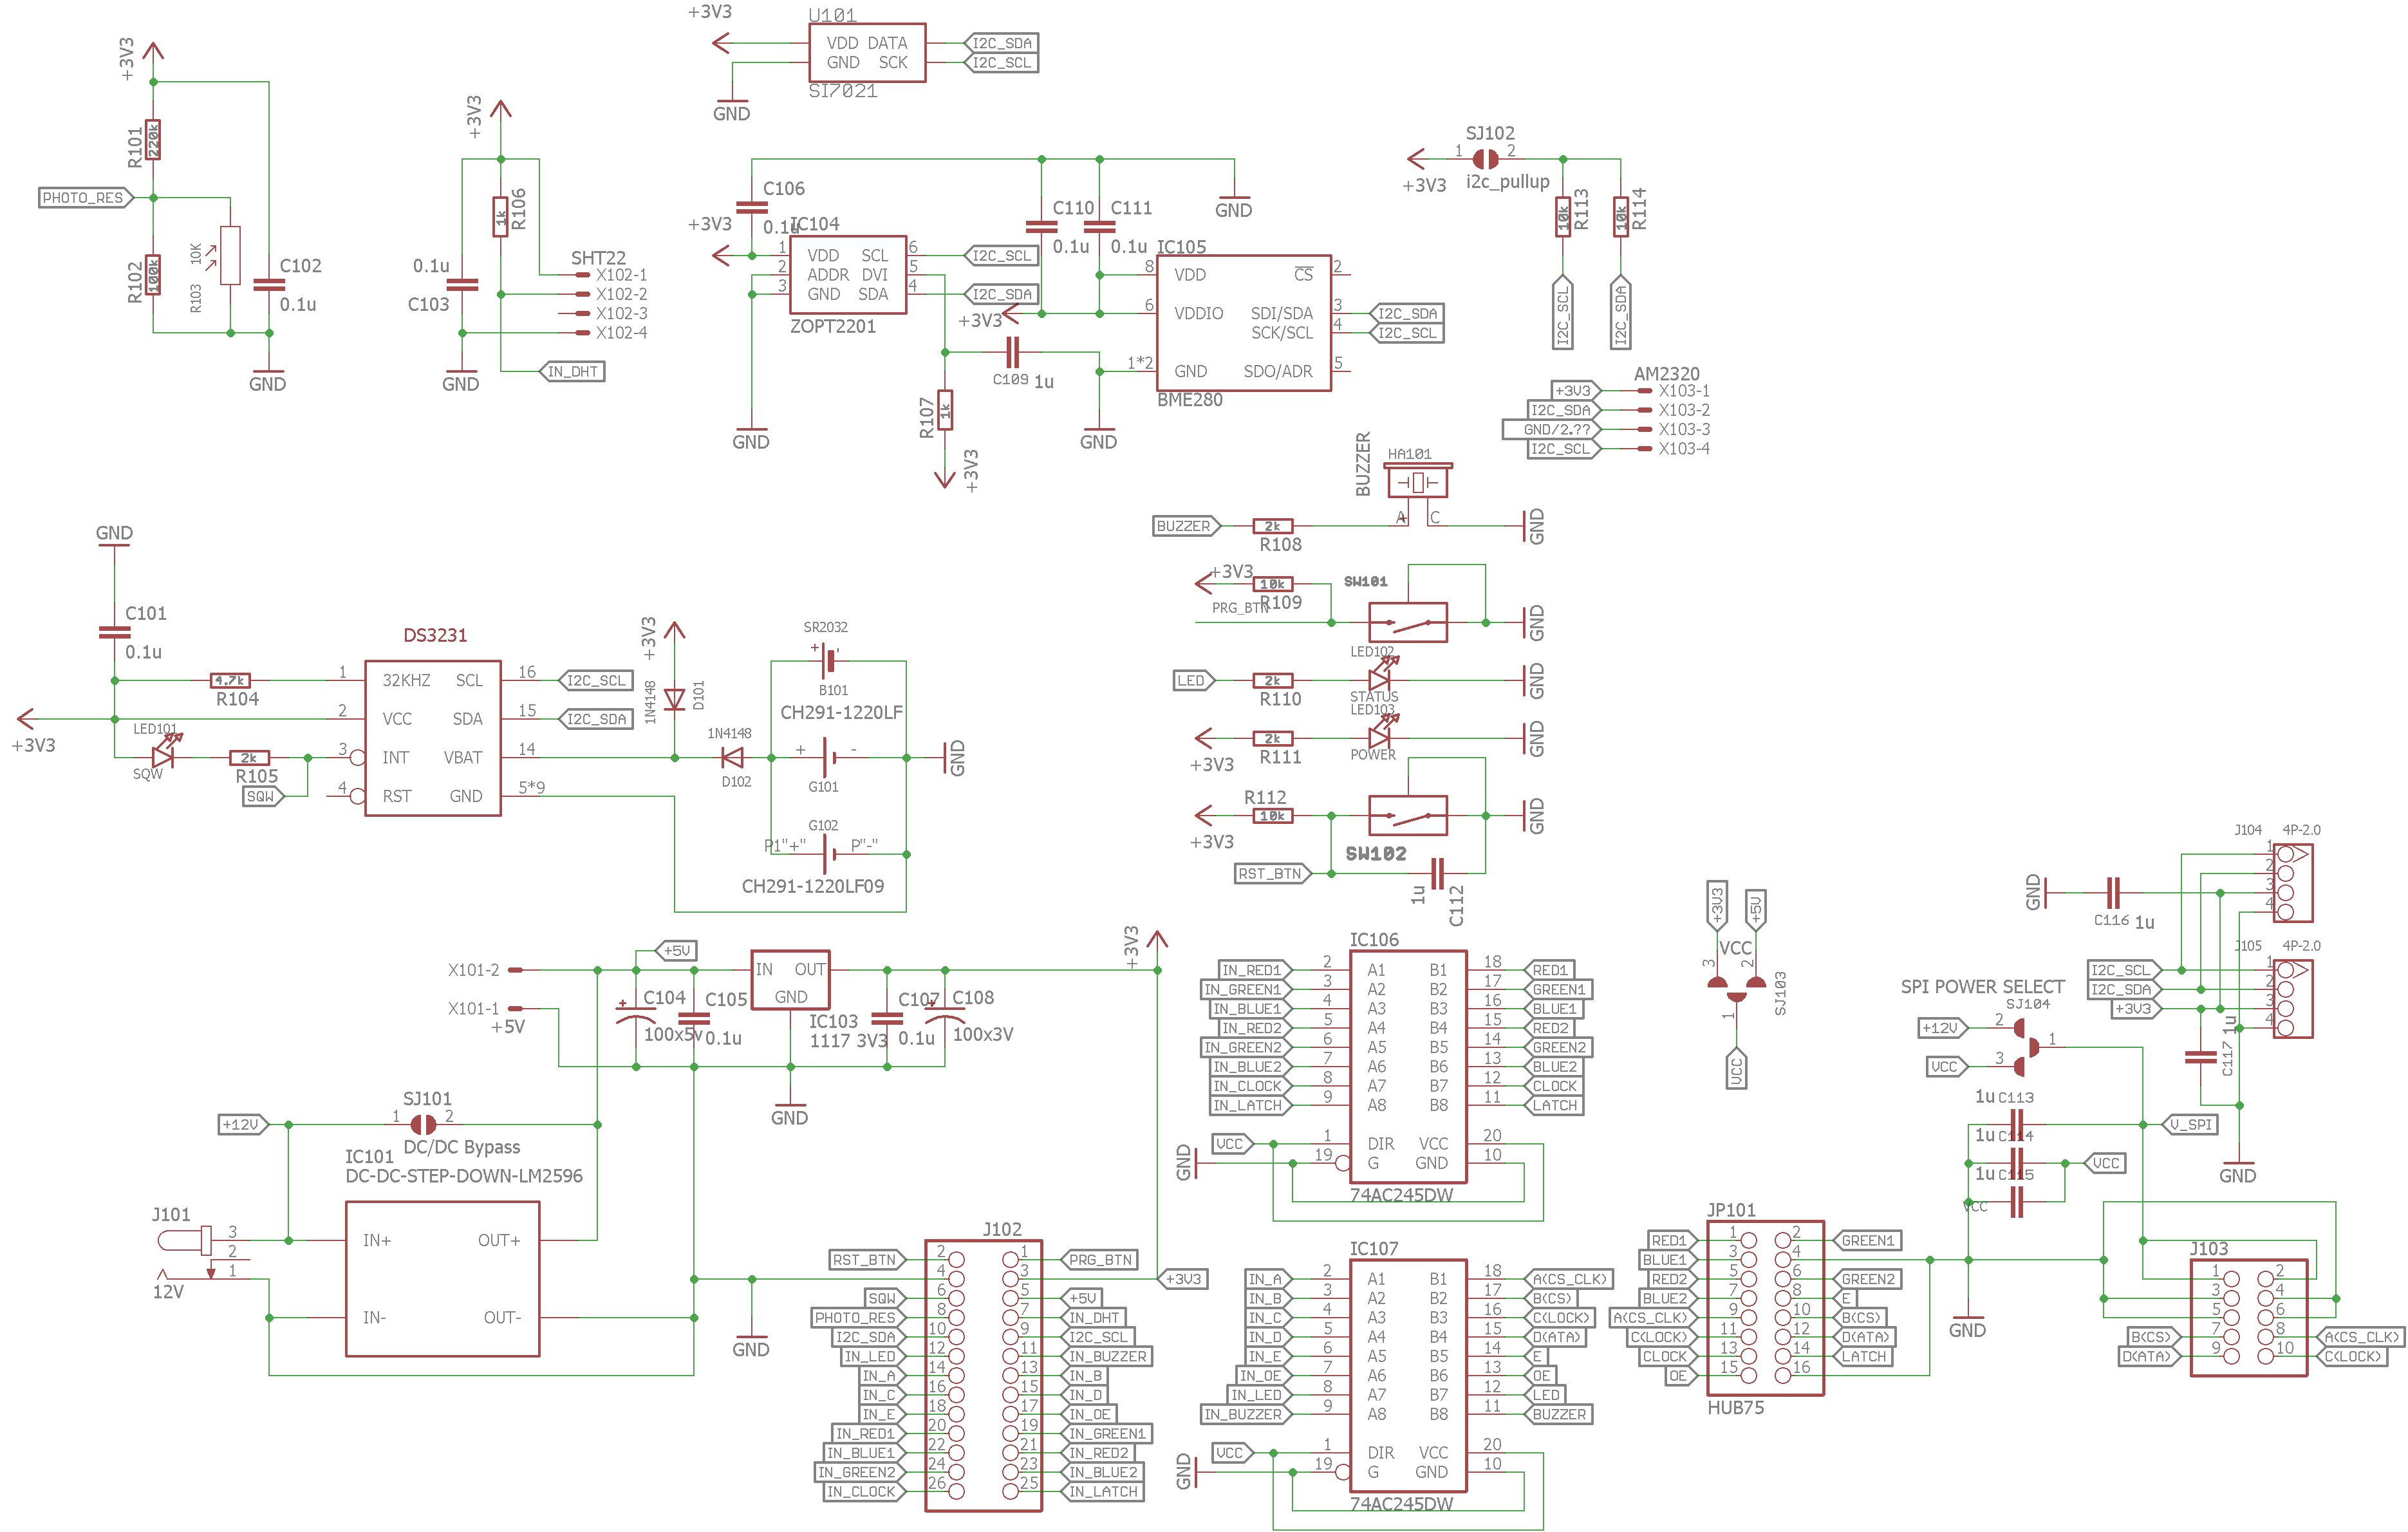 +3V3
R101
220k
PHOTO_RES
R102
100k
10K
R103
C102
0.1u
GND
+3V3
R106
1k
0.1u
C103
SHT22
X102-1
X102-2
X102-3
X102-4
GND
IN_DHT
+3V3
U101
VDD DATA
GND SCK
SI7021
I2C_SDA
I2C_SCL
GND
C106
0.1u
+3V3
IC104
1 VDD SCL 6
2 ADDR DVI 5
3 GND SDA 4
ZOPT2201
I2C_SCL
I2C_SDA
GND
C110
0.1u
C111
0.1u
GND
+3V3
C109 1u
R107
1k
+3V3
GND
IC105
8 VDD CS 2
6 VDDIO SDI/SDA 3
SCK/SCL 4
1*2 GND SDO/ADR 5
BME280
I2C_SDA
I2C_SCL
SJ102
1 2
i2c_pullup
+3V3
10k
R113
10k
R114
I2C_SCL
I2C_SDA
AM2320
+3V3 X103-1
I2C_SDA X103-2
GND/2.?? X103-3
I2C_SCL X103-4
BUZZER
HA101
A C
+
BUZZER
2k
R108
GND
+3V3
10k
R109
PRG_BTN
SW101
GND
LED
2k
R110
LED102
STATUS
GND
+3V3
2k
R111
LED103
POWER
GND
R112
10k
+3V3
SW102
RST_BTN
1u
C112
GND
GND
C101
0.1u
DS3231
1 32KHZ SCL 16
2 VCC SDA 15
3 INT VBAT 14
4 RST GND 5*9
4.7k
R104
+3V3
LED101
SQW
2k
R105
SQW
I2C_SCL
I2C_SDA
+3V3
1N4148
D101
1N4148
D102
SR2032
+ -
B101
CH291-1220LF
+ -
G101
G102
P1"+" P"-"
CH291-1220LF09
GND
X101-2
X101-1
+5V
+5V
C104
+
100x5v
C105
0.1u
IN OUT
GND
IC103
1117 3V3
C107
0.1u
C108
+
100x3V
+3V3
GND
+12V
SJ101
1 2
DC/DC Bypass
IC101
DC-DC-STEP-DOWN-LM2596
IN+ OUT+
IN- OUT-
J101
3
2
1
12V
GND
+3V3
J102
RST_BTN 2 1 PRG_BTN
4 3
SQW 6 5 +5V
PHOTO_RES 8 7 IN_DHT
I2C_SDA 10 9 I2C_SCL
IN_LED 12 11 IN_BUZZER
IN_A 14 13 IN_B
IN_C 16 15 IN_D
IN_E 18 17 IN_OE
IN_RED1 20 19 IN_GREEN1
IN_BLUE1 22 21 IN_RED2
IN_GREEN2 24 23 IN_BLUE2
IN_CLOCK 26 25 IN_LATCH
IC106
IN_RED1 2 A1 B1 18 RED1
IN_GREEN1 3 A2 B2 17 GREEN1
IN_BLUE1 4 A3 B3 16 BLUE1
IN_RED2 5 A4 B4 15 RED2
IN_GREEN2 6 A5 B5 14 GREEN2
IN_BLUE2 7 A6 B6 13 BLUE2
IN_CLOCK 8 A7 B7 12 CLOCK
IN_LATCH 9 A8 B8 11 LATCH
VCC 1 DIR VCC 20
GND 19 G GND 10
74AC245DW
IC107
IN_A 2 A1 B1 18 A(CS_CLK)
IN_B 3 A2 B2 17 B(CS)
IN_C 4 A3 B3 16 C(LOCK)
IN_D 5 A4 B4 15 D(ATA)
IN_E 6 A5 B5 14 E
IN_OE 7 A6 B6 13 OE
IN_LED 8 A7 B7 12 LED
IN_BUZZER 9 A8 B8 11 BUZZER
VCC 1 DIR VCC 20
GND 19 G GND 10
74AC245DW
+3V3
+5V
VCC
3 2
1
SJ103
VCC
SPI POWER SELECT
SJ104
+12V 2
1
VCC 3
1u C113
1u C114
1u C115
VCC
V_SPI
VCC
JP101
RED1 1 2 GREEN1
BLUE1 3 4
RED2 5 6 GREEN2
BLUE2 7 8 E
A(CS_CLK) 9 10 B(CS)
C(LOCK) 11 12 D(ATA)
CLOCK 13 14 LATCH
OE 15 16
HUB75
GND
J103
1 2
3 4
5 6
B(CS) 7 8 A(CS_CLK)
D(ATA) 9 10 C(LOCK)
J104 4P-2.0
1
2
3
4
GND
C116 1u
J105 4P-2.0
I2C_SCL 1
I2C_SDA 2
+3V3 3
4
1u
C117
GND